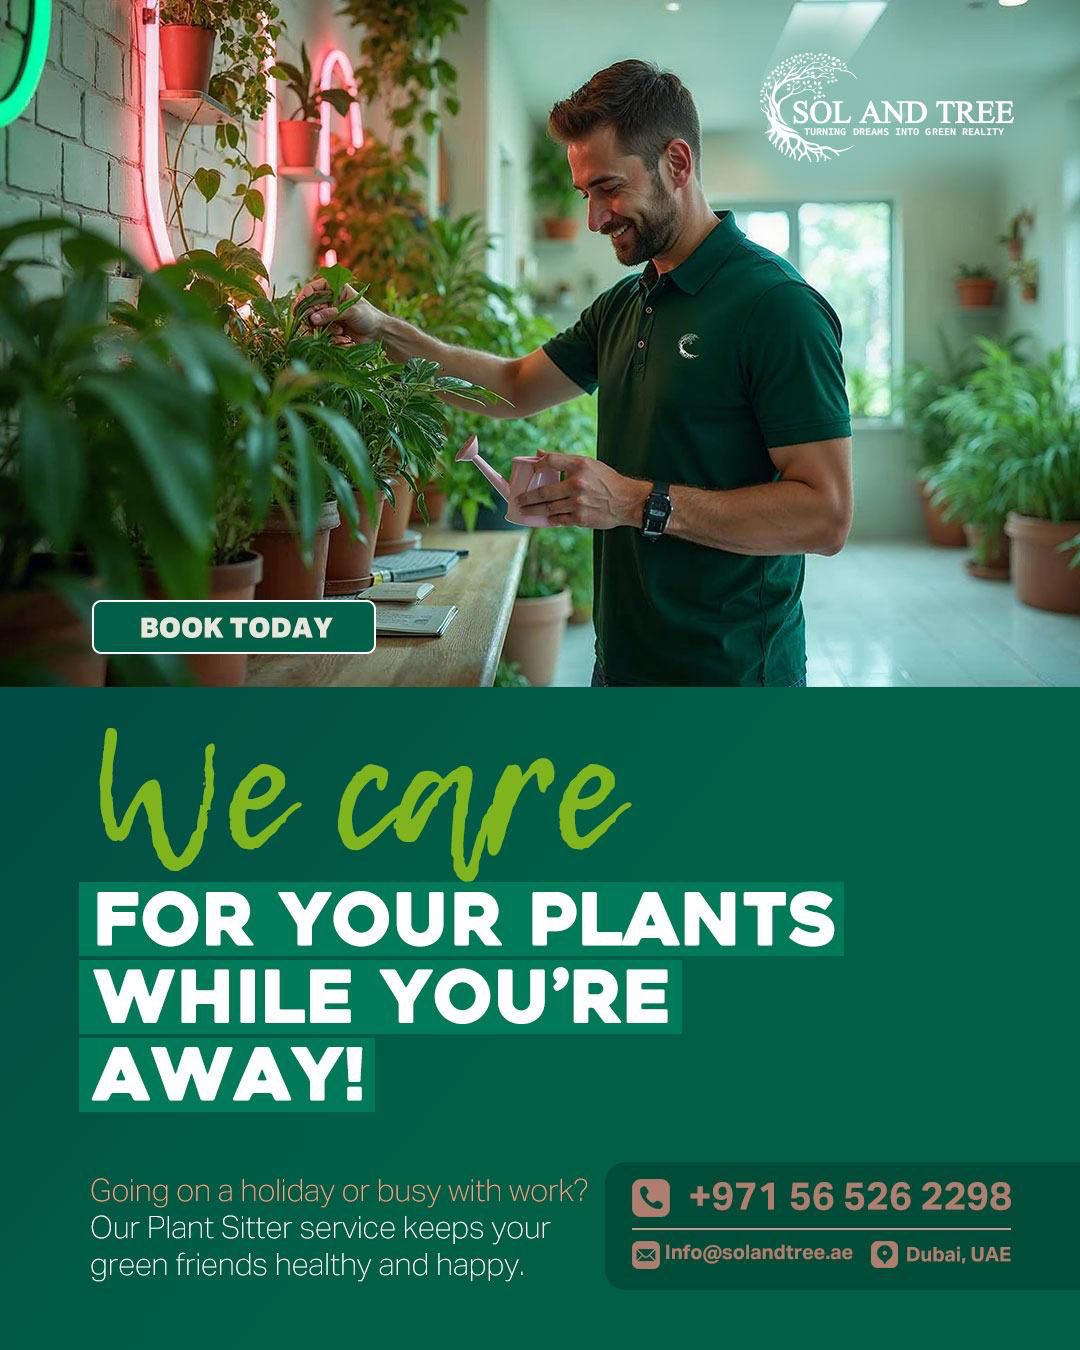 SOL AND TREE
TURNING DREAMS INTO GREEN REALITY
BOOK TODAY
We care
FOR YOUR PLANTS
WHILE YOU'RE
AWAY!
Going on a holiday or busy with work?
Our Plant Sitter service keeps your
green friends healthy and happy.
+971 56 526 2298
Info@solandtree.ae
Dubai, UAE